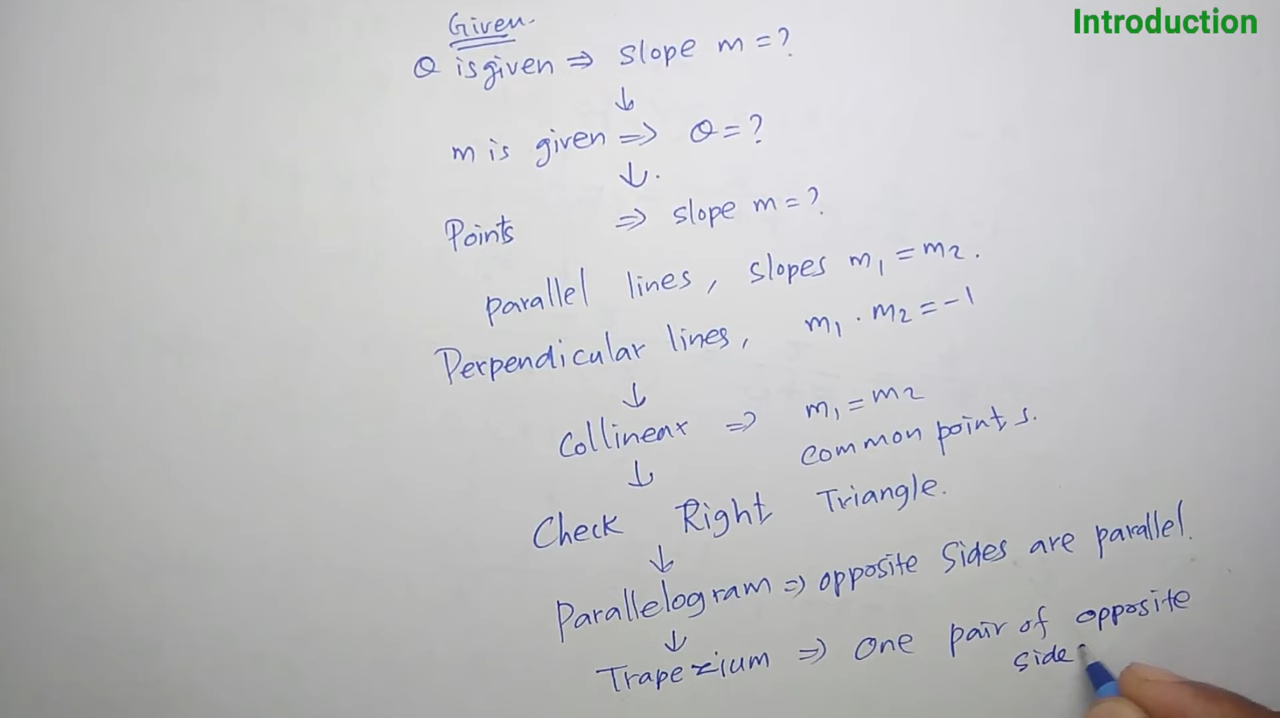 Introduction
Given.
θ is given ⇒ slope m = ?
↓
m is given ⇒ θ = ?
↓.
Points ⇒ slope m = ?
parallel lines, slopes m₁ = m₂.
Perpendicular lines, m₁ · m₂ = -1
↓
Collinear ⇒ m₁ = m₂
↓ common points.
Check Right Triangle.
↓
Parallelogram ⇒ opposite sides are parallel.
↓
Trapezium ⇒ One pair of opposite
side